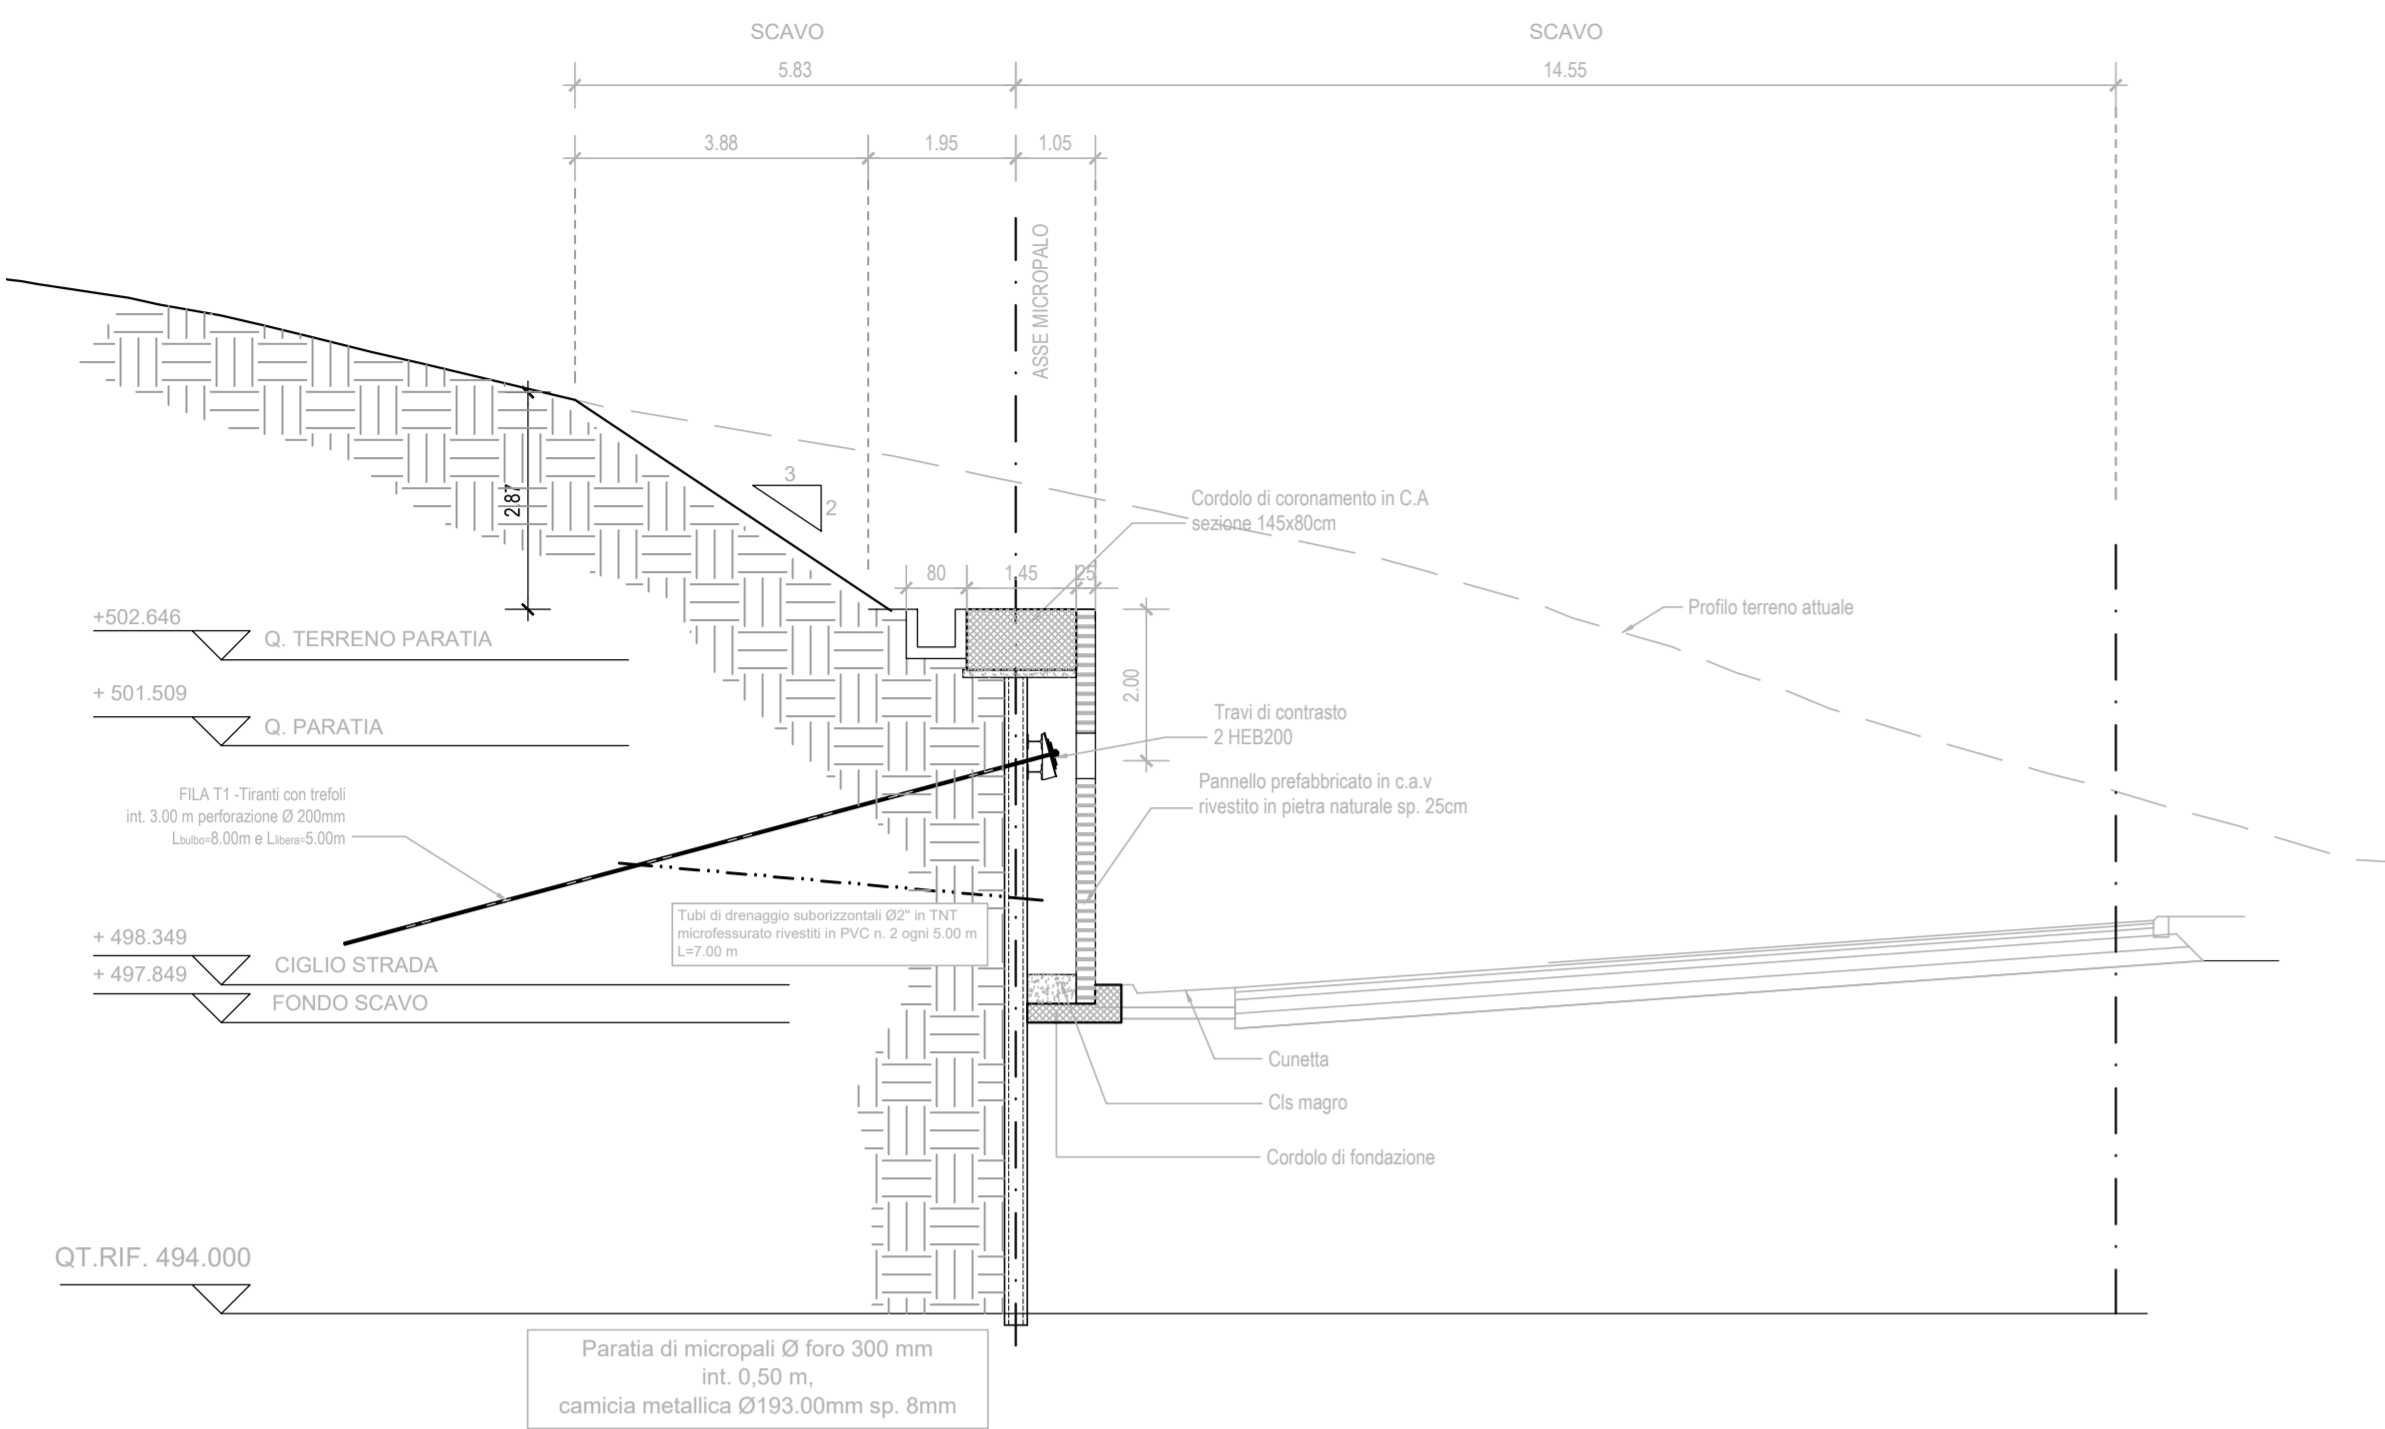 SCAVO
SCAVO
5.83
14.55
3.88
1.95
1.05
ASSE MICROPALO
3
2
2.87
Cordolo di coronamento in C.A
sezione 145x80cm
80
1.45
25
Profilo terreno attuale
+502.646
Q. TERRENO PARATIA
2.00
+ 501.509
Q. PARATIA
Travi di contrasto
2 HEB200
Pannello prefabbricato in c.a.v
rivestito in pietra naturale sp. 25cm
FILA T1 -Tiranti con trefoli
int. 3.00 m perforazione Ø 200mm
Lbulbo=8.00m e Llibera=5.00m
Tubi di drenaggio suborizzontali Ø2" in TNT
microfessurato rivestiti in PVC n. 2 ogni 5.00 m
L=7.00 m
+ 498.349
CIGLIO STRADA
+ 497.849
FONDO SCAVO
Cunetta
Cls magro
Cordolo di fondazione
QT.RIF. 494.000
Paratia di micropali Ø foro 300 mm
int. 0,50 m,
camicia metallica Ø193.00mm sp. 8mm